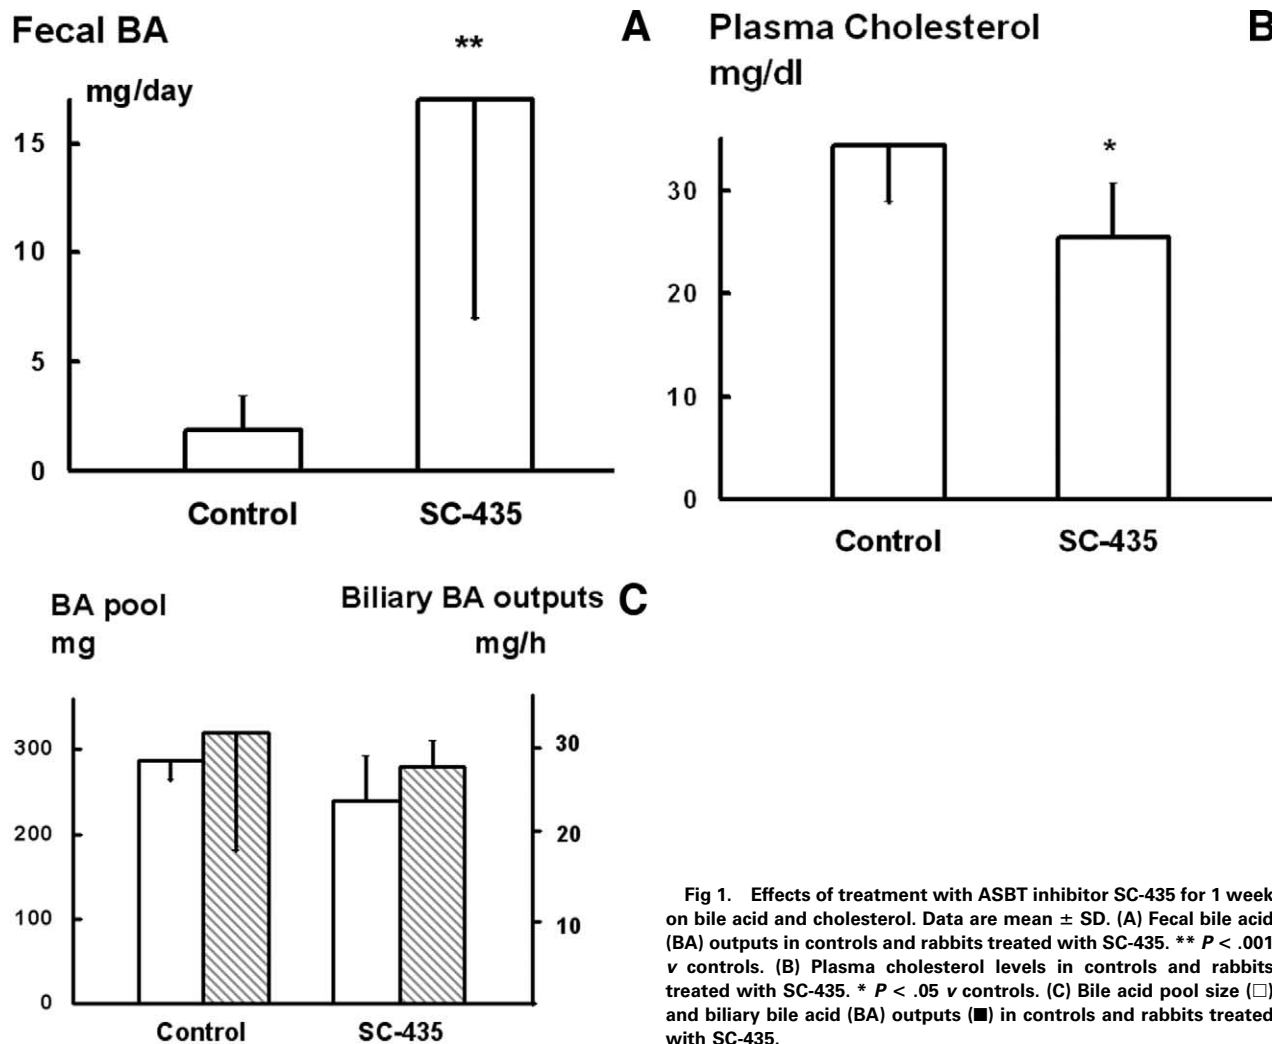 Fecal BA
A
**
mg/day
15
10
5
0
Control SC-435
Plasma Cholesterol
B
mg/dl
*
30
20
10
0
Control SC-435
BA pool
mg
Biliary BA outputs
C
mg/h
300
200
100
0
30
20
10
Control SC-435
Fig 1. Effects of treatment with ASBT inhibitor SC-435 for 1 week
on bile acid and cholesterol. Data are mean ± SD. (A) Fecal bile acid
(BA) outputs in controls and rabbits treated with SC-435. ** P < .001
v controls. (B) Plasma cholesterol levels in controls and rabbits
treated with SC-435. * P < .05 v controls. (C) Bile acid pool size (□)
and biliary bile acid (BA) outputs (■) in controls and rabbits treated
with SC-435.